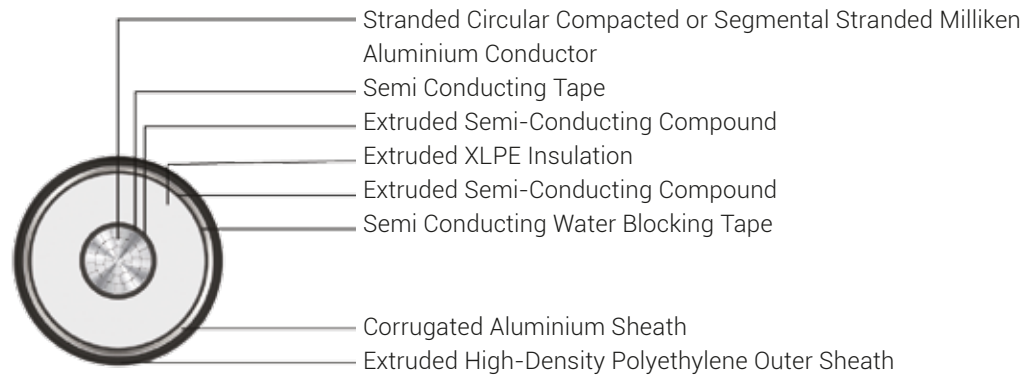 Stranded Circular Compacted or Segmental Stranded Milliken
Aluminium Conductor
Semi Conducting Tape
Extruded Semi-Conducting Compound
Extruded XLPE Insulation
Extruded Semi-Conducting Compound
Semi Conducting Water Blocking Tape
Corrugated Aluminium Sheath
Extruded High-Density Polyethylene Outer Sheath